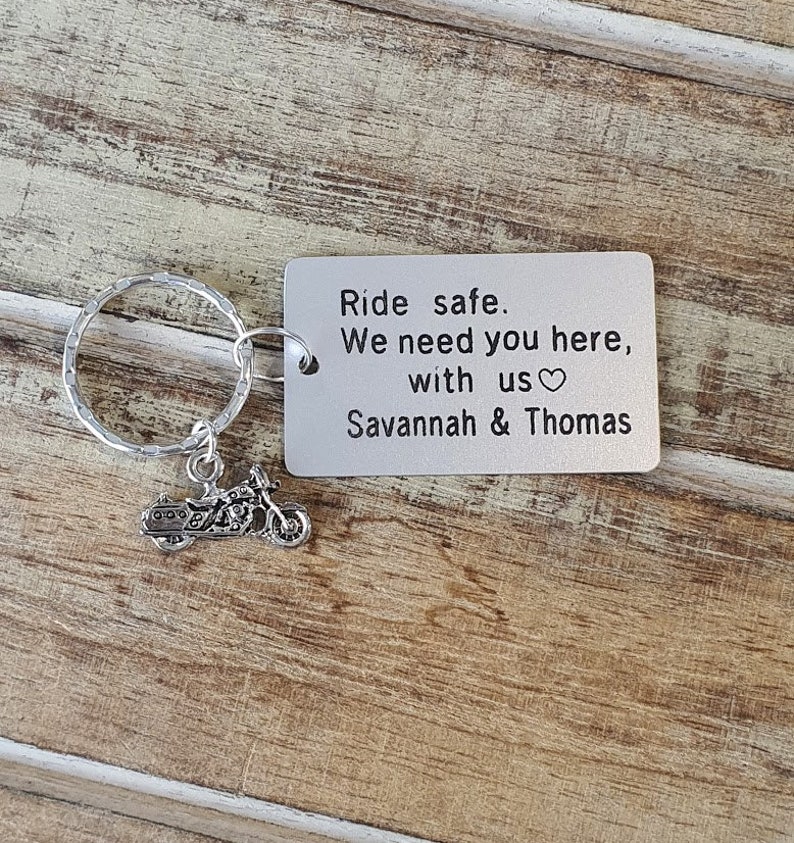 Ride safe.
We need you here,
with us♡
Savannah & Thomas